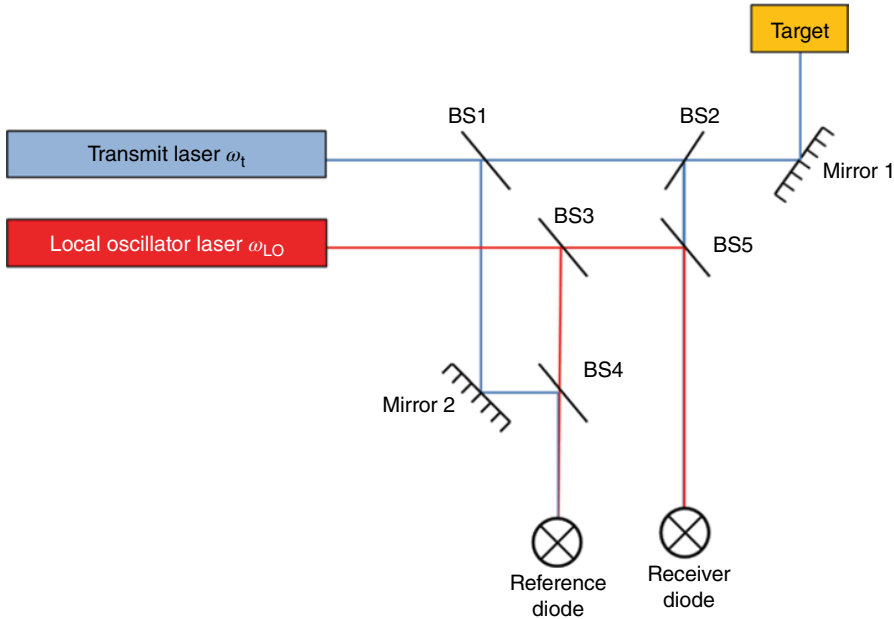 Target
BS1
BS2
Transmit laser ωt
Mirror 1
BS3
Local oscillator laser ωLO
BS5
BS4
Mirror 2
Reference
diode
Receiver
diode